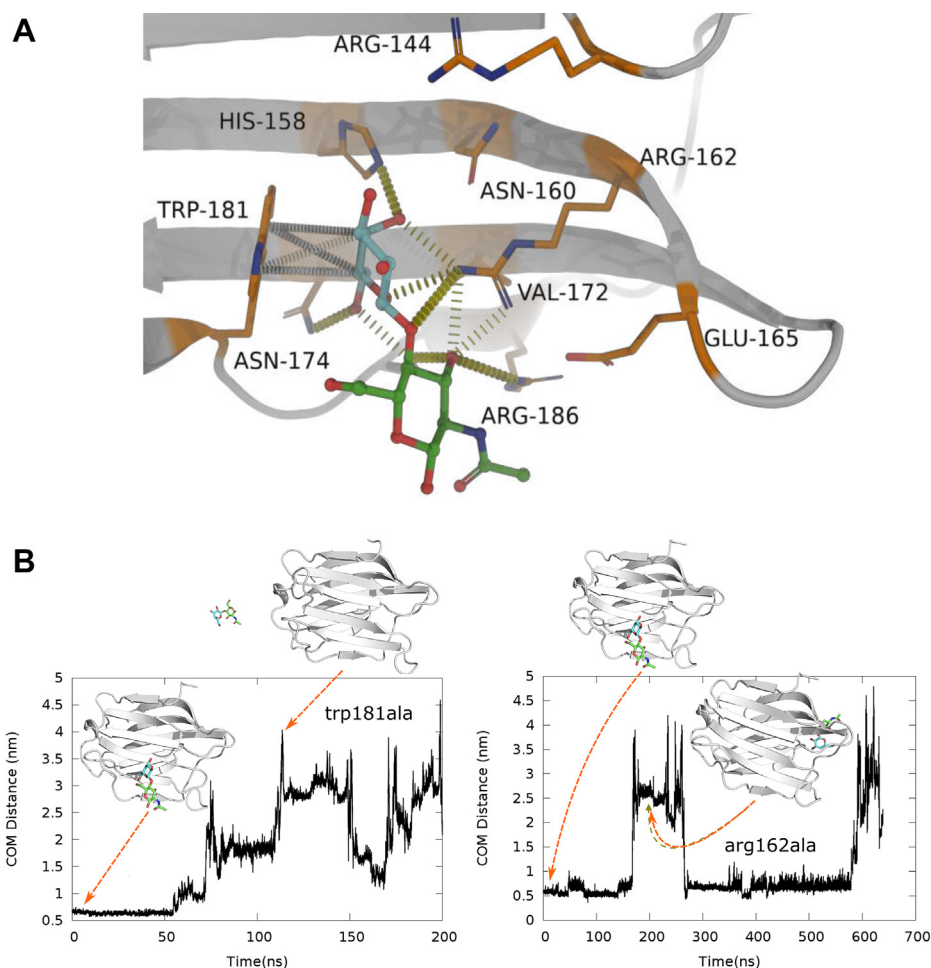 A
ARG-144
HIS-158
ARG-162
ASN-160
TRP-181
VAL-172
GLU-165
ASN-174
ARG-186
B
5
4.5
4
3.5
3
2.5
2
1.5
1
0.5
COM Distance (nm)
trp181ala
0 50 100 150 200
Time(ns)
5
4.5
4
3.5
3
2.5
2
1.5
1
0.5
0
COM Distance (nm)
arg162ala
0 100 200 300 400 500 600 700
Time(ns)